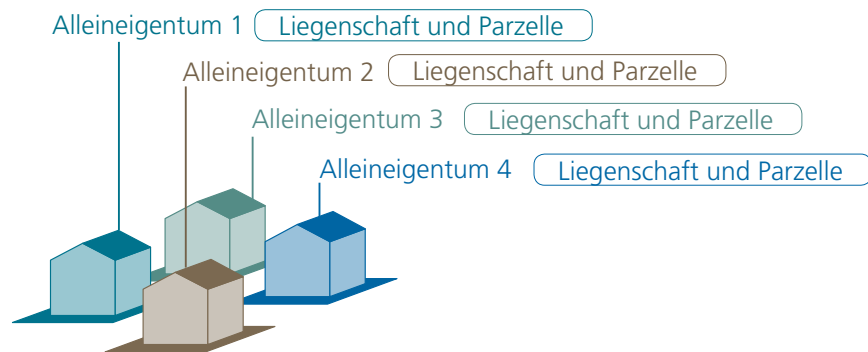 Alleineigentum 1 Liegenschaft und Parzelle
Alleineigentum 2 Liegenschaft und Parzelle
Alleineigentum 3 Liegenschaft und Parzelle
Alleineigentum 4 Liegenschaft und Parzelle